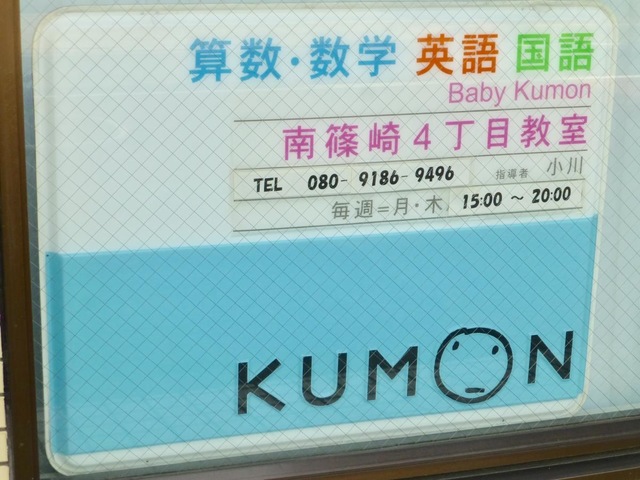 算数・数学 英語 国語
Baby Kumon
南篠崎4丁目教室
TEL 080-9186-9496 指導者 小川
毎週=月・木 15:00 ～ 20:00
KUMON